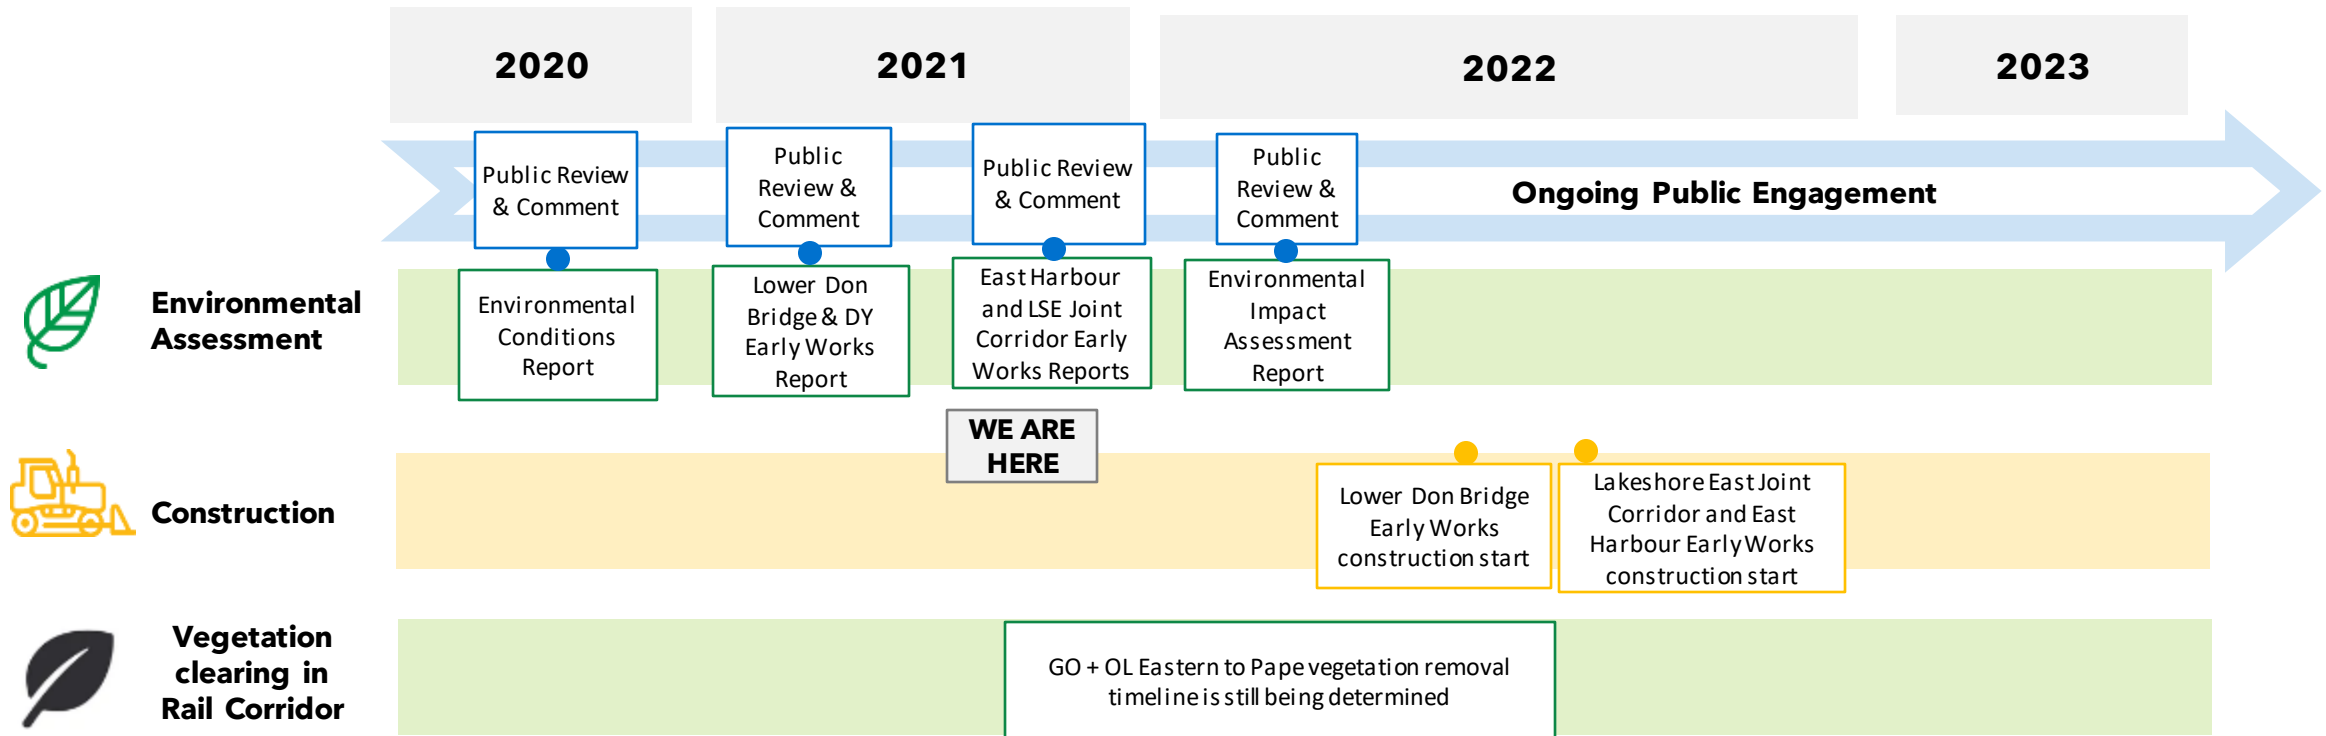 2020
2021
2022
2023
Public Review
& Comment
Public
Review &
Comment
Public Review
& Comment
Public
Review &
Comment
Ongoing Public Engagement
Environmental
Assessment
Environmental
Conditions
Report
Lower Don
Bridge & DY
Early Works
Report
East Harbour
and LSE Joint
Corridor Early
Works Reports
Environmental
Impact
Assessment
Report
WE ARE
HERE
Construction
Lower Don Bridge
Early Works
construction start
Lakeshore East Joint
Corridor and East
Harbour Early Works
construction start
Vegetation
clearing in
Rail Corridor
GO + OL Eastern to Pape vegetation removal
timeline is still being determined